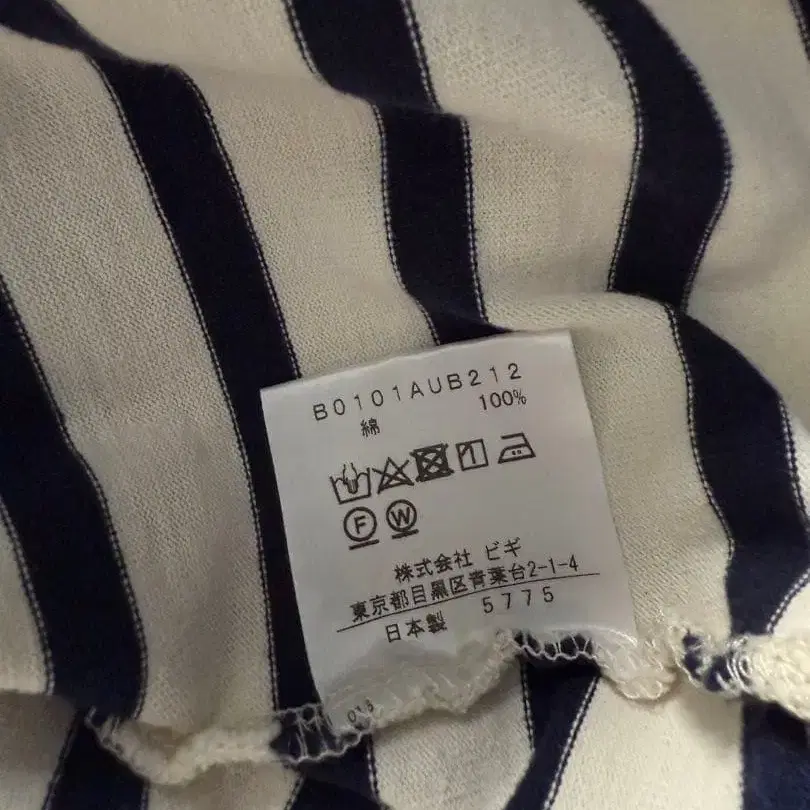 B0101AUB212
綿 100%
F W
株式会社 ビギ
東京都目黒区青葉台2-1-4
日本製 5775
018